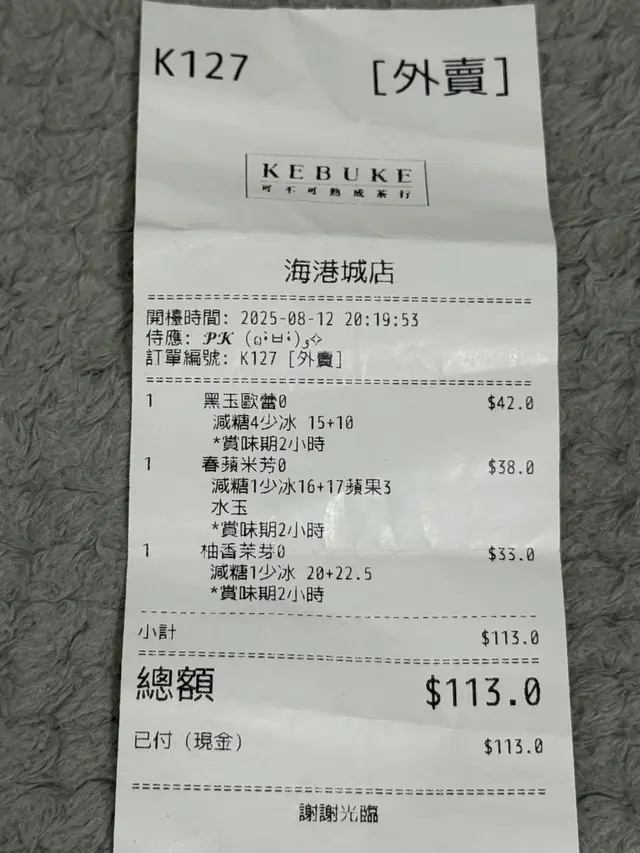 K127 [外賣]
KEBUKE
可不可熟成茶行
海港城店
開檯時間: 2025-08-12 20:19:53
侍應: 𝓟𝓚
訂單編號: K127 [外賣]
1 黑玉歐蕾0 $42.0
減糖4少冰 15+10
*賞味期2小時
1 春蘋米芳0 $38.0
減糖1少冰16+17蘋果3
水玉
*賞味期2小時
1 柚香茉芽0 $33.0
減糖1少冰 20+22.5
*賞味期2小時
小計 $113.0
總額 $113.0
已付 (現金) $113.0
謝謝光臨